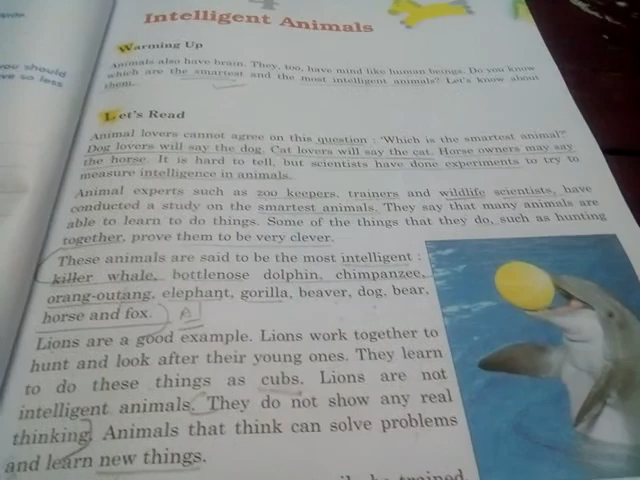 4
Intelligent Animals
Warming Up
Animals also have brain. They, too, have mind like human beings. Do you know
which are the smartest and the most intelligent animals? Let's know about
them.
Let's Read
Animal lovers cannot agree on this question : 'Which is the smartest animal?'
Dog lovers will say the dog. Cat lovers will say the cat. Horse owners may say
the horse. It is hard to tell, but scientists have done experiments to try to
measure intelligence in animals.
Animal experts such as zoo keepers, trainers and wildlife scientists, have
conducted a study on the smartest animals. They say that many animals are
able to learn to do things. Some of the things that they do, such as hunting
together, prove them to be very clever.
These animals are said to be the most intelligent :
killer whale, bottlenose dolphin, chimpanzee,
orang-outang, elephant, gorilla, beaver, dog, bear,
horse and fox.
A1
Lions are a good example. Lions work together to
hunt and look after their young ones. They learn
to do these things as cubs. Lions are not
intelligent animals. They do not show any real
thinking. Animals that think can solve problems
and learn new things.
be trained.
you should
so less